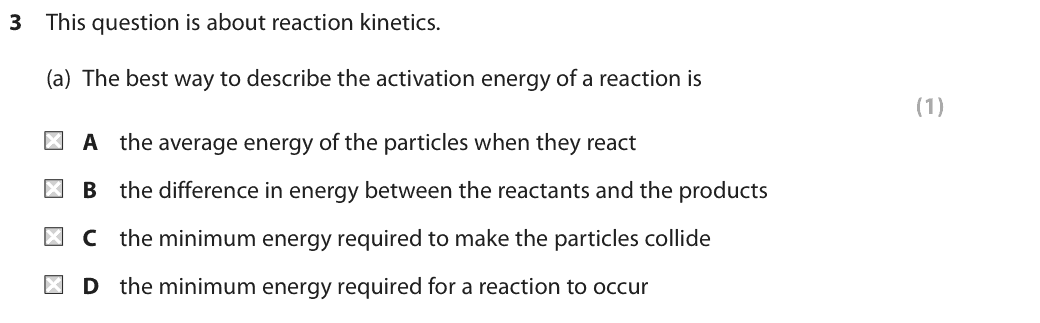 3 This question is about reaction kinetics.
(a) The best way to describe the activation energy of a reaction is
(1)
A the average energy of the particles when they react
B the difference in energy between the reactants and the products
C the minimum energy required to make the particles collide
D the minimum energy required for a reaction to occur